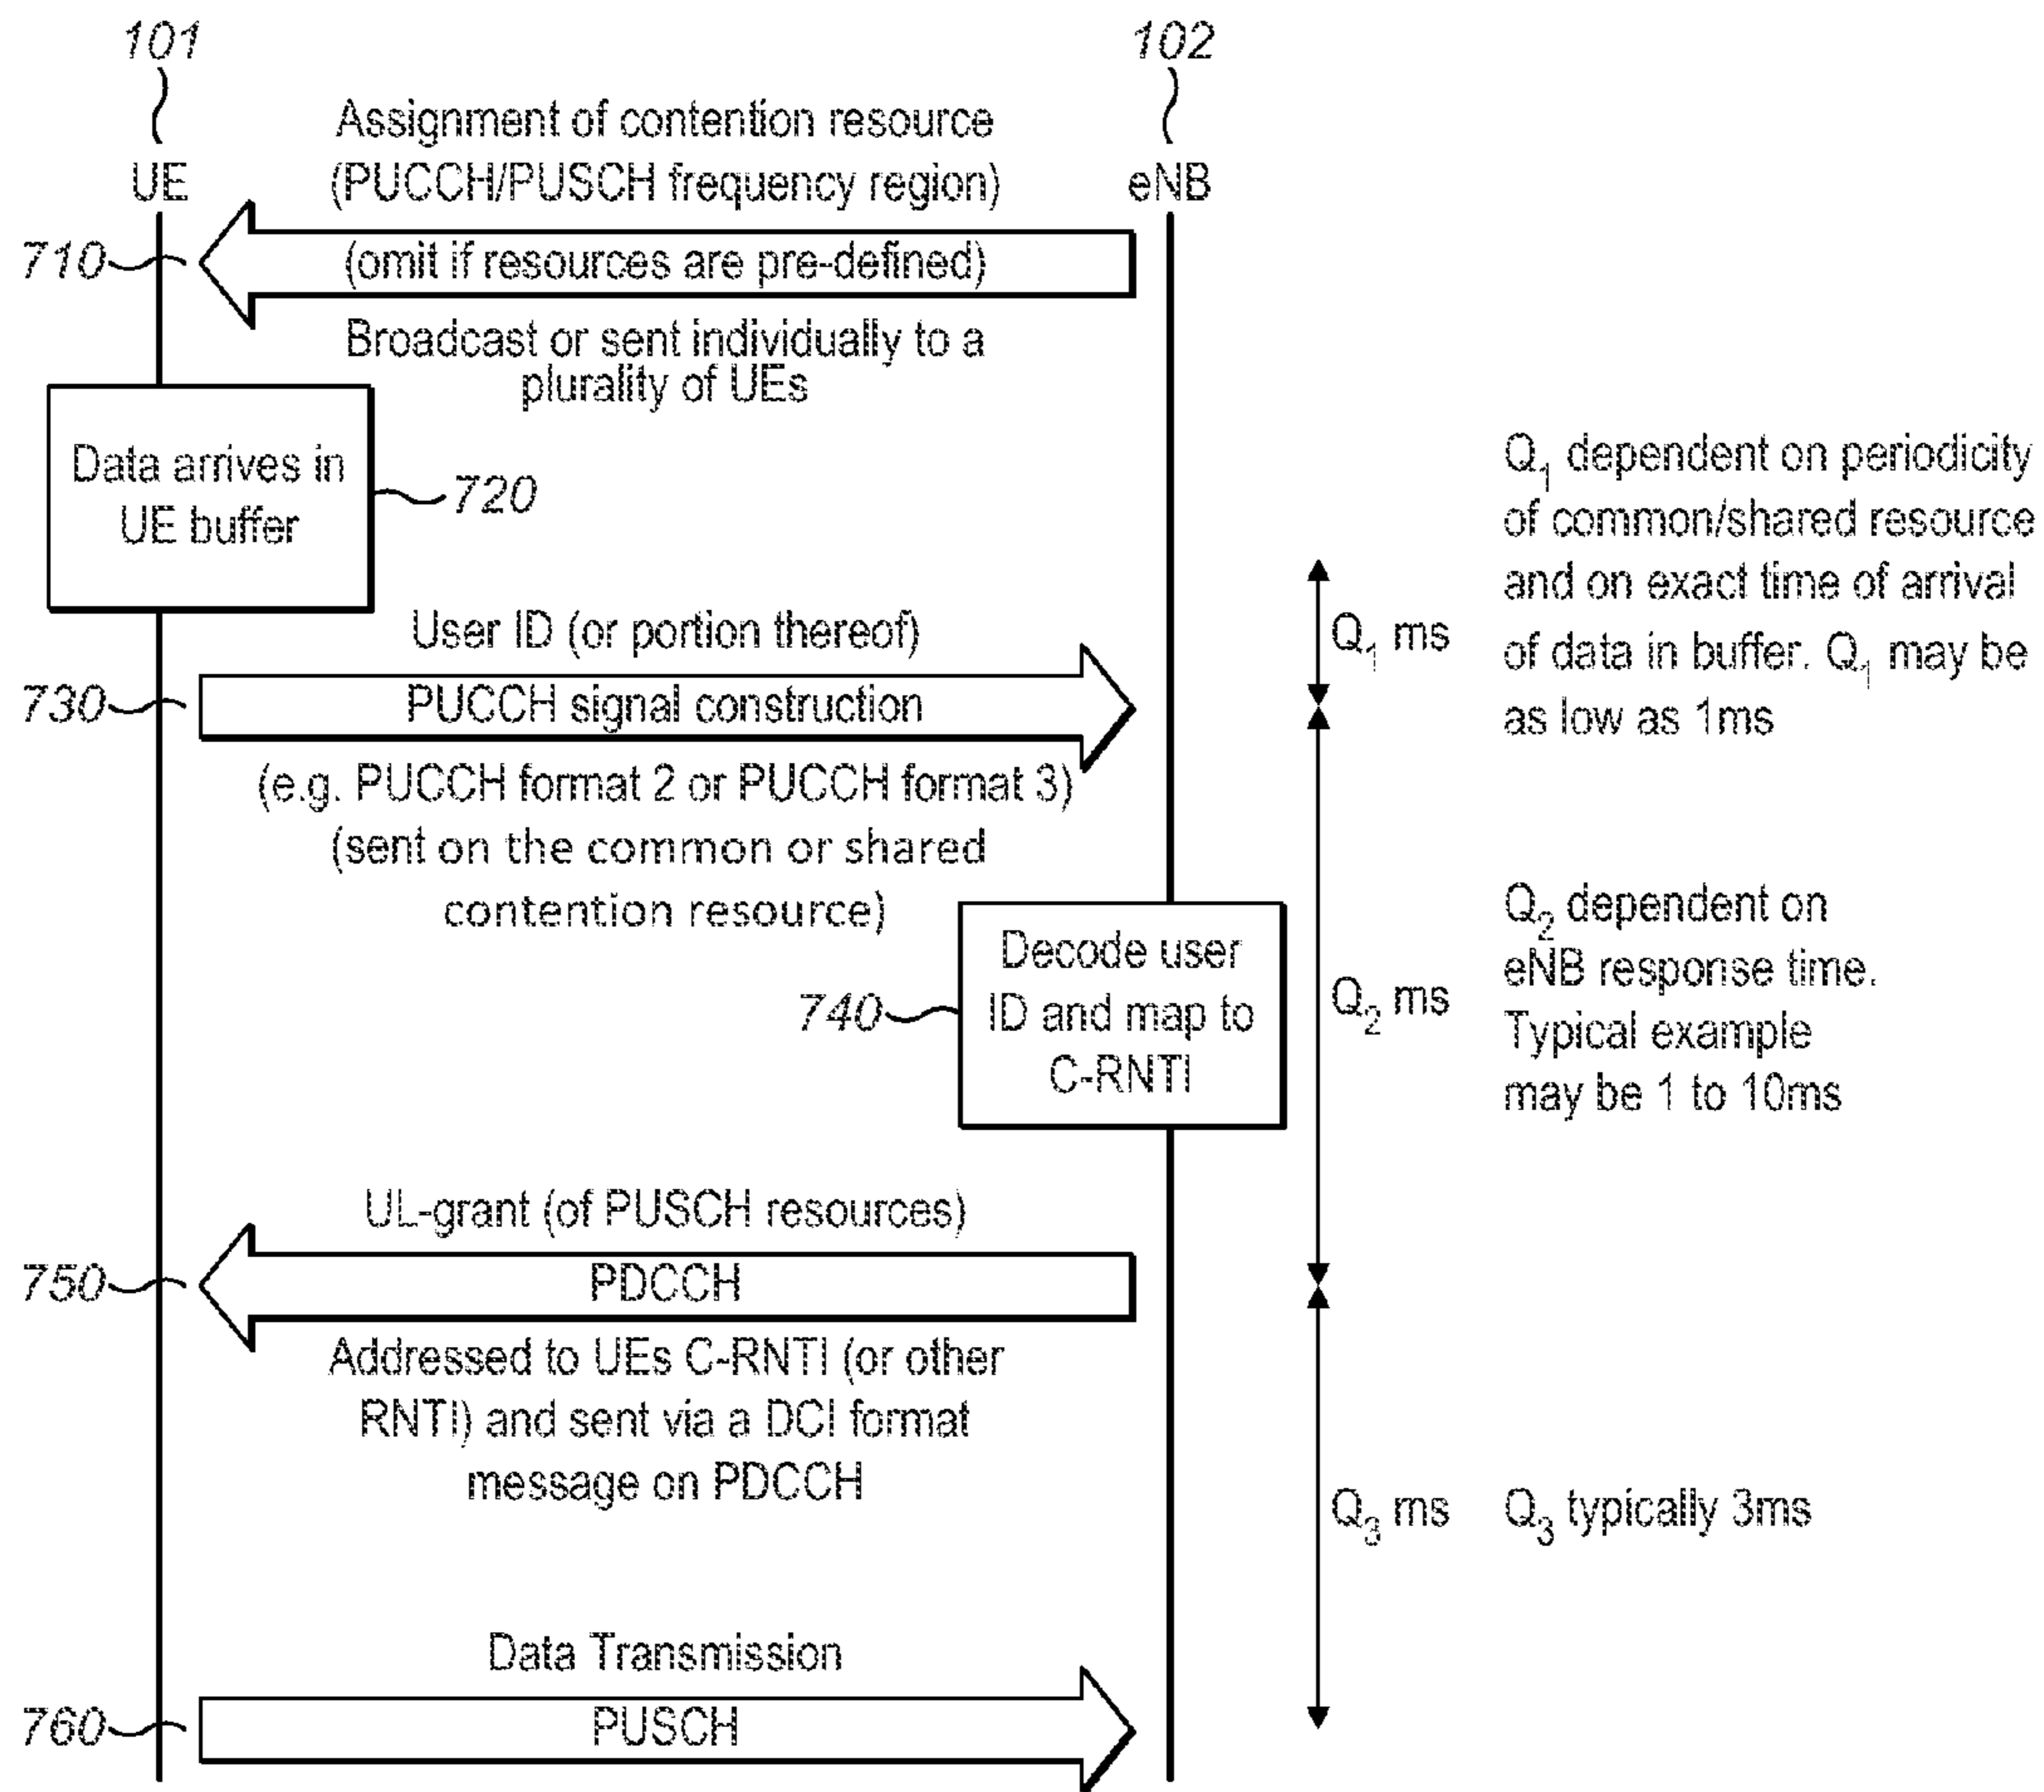 101
102
UE
eNB
Assignment of contention resource
(PUCCH/PUSCH frequency region)
710
(omit if resources are pre-defined)
Broadcast or sent individually to a
plurality of UEs
Data arrives in
UE buffer
720
Q1 dependent on periodicity
of common/shared resource
and on exact time of arrival
of data in buffer. Q1 may be
as low as 1ms
Q1 ms
User ID (or portion thereof)
730
PUCCH signal construction
(e.g. PUCCH format 2 or PUCCH format 3)
(sent on the common or shared
contention resource)
Decode user
ID and map to
C-RNTI
740
Q2 ms
Q2 dependent on
eNB response time.
Typical example
may be 1 to 10ms
UL-grant (of PUSCH resources)
750
PDCCH
Addressed to UEs C-RNTI (or other
RNTI) and sent via a DCI format
message on PDCCH
Q3 ms
Q3 typically 3ms
Data Transmission
760
PUSCH